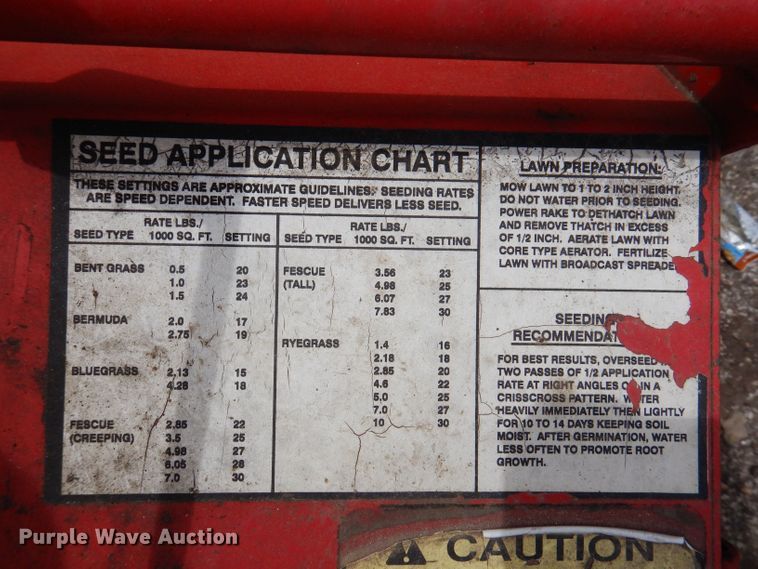 SEED APPLICATION CHART
THESE SETTINGS ARE APPROXIMATE GUIDELINES. SEEDING RATES
ARE SPEED DEPENDENT. FASTER SPEED DELIVERS LESS SEED.
RATE LBS./
SEED TYPE 1000 SQ. FT. SETTING
BENT GRASS 0.5 20
1.0 23
1.5 24
BERMUDA 2.0 17
2.75 19
BLUEGRASS 2.13 15
4.28 18
FESCUE 2.85 22
(CREEPING) 3.5 25
4.98 27
6.05 28
7.0 30
RATE LBS./
SEED TYPE 1000 SQ. FT. SETTING
FESCUE 3.56 23
(TALL) 4.98 25
6.07 27
7.83 30
RYEGRASS 1.4 16
2.18 18
2.85 20
4.6 22
5.0 25
7.0 27
10 30
LAWN PREPARATION:
MOW LAWN TO 1 TO 2 INCH HEIGHT.
DO NOT WATER PRIOR TO SEEDING.
POWER RAKE TO DETHATCH LAWN
AND REMOVE THATCH IN EXCESS
OF 1/2 INCH. AERATE LAWN WITH
CORE TYPE AERATOR. FERTILIZE
LAWN WITH BROADCAST SPREADE
SEEDING
RECOMMENDAT
FOR BEST RESULTS, OVERSEED
TWO PASSES OF 1/2 APPLICATION
RATE AT RIGHT ANGLES IN A
CRISSCROSS PATTERN. WATER
HEAVILY IMMEDIATELY THEN LIGHTLY
FOR 10 TO 14 DAYS KEEPING SOIL
MOIST. AFTER GERMINATION, WATER
LESS OFTEN TO PROMOTE ROOT
GROWTH.
CAUTION
Purple Wave Auction